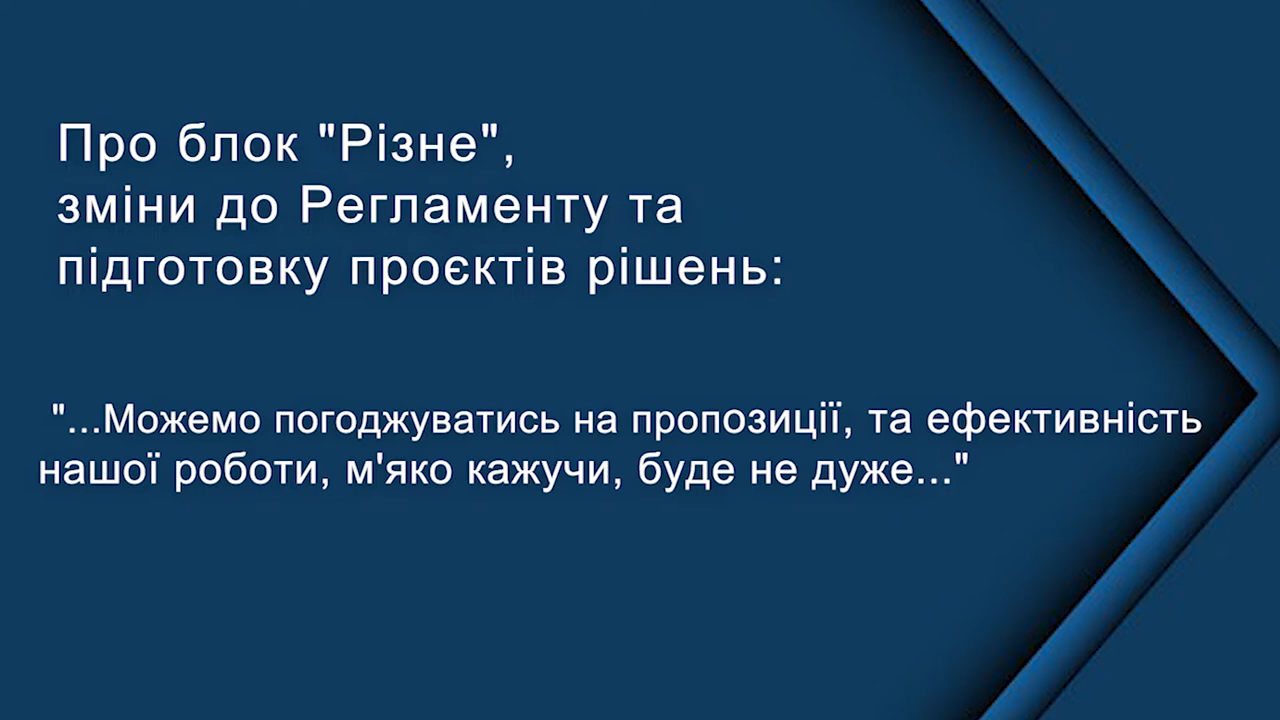 Про блок "Різне",
зміни до Регламенту та
підготовку проєктів рішень:
"...Можемо погоджуватись на пропозиції, та ефективність
нашої роботи, м'яко кажучи, буде не дуже..."